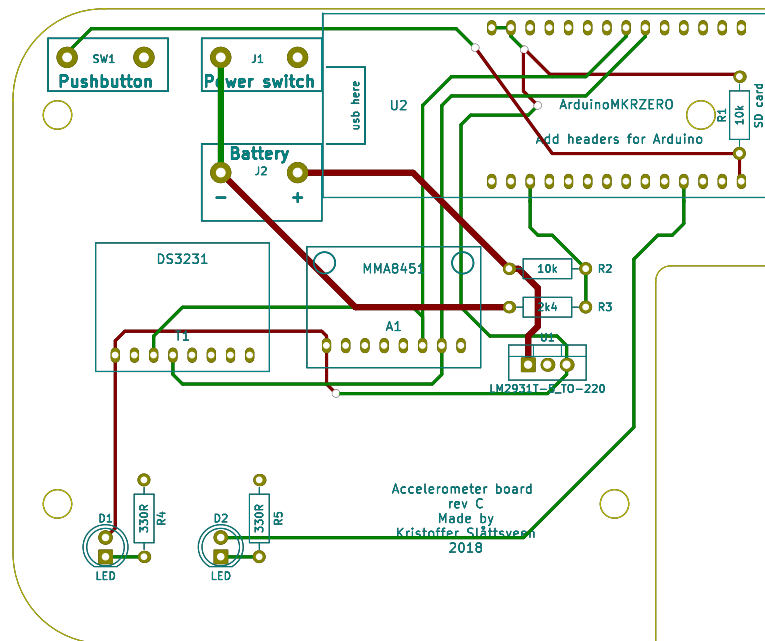 SW1
Pushbutton
J1
Power switch
usb here
U2
ArduinoMKRZERO
Add headers for Arduino
R1
10k
SD card
Battery
J2
-
+
DS3231
T1
MMA8451
A1
10k
R2
2k4
R3
U1
LM2931T-5_TO-220
Accelerometer board
rev C
Made by
Kristoffer Slåttsveen
2018
D1
330R
R4
LED
D2
330R
R5
LED